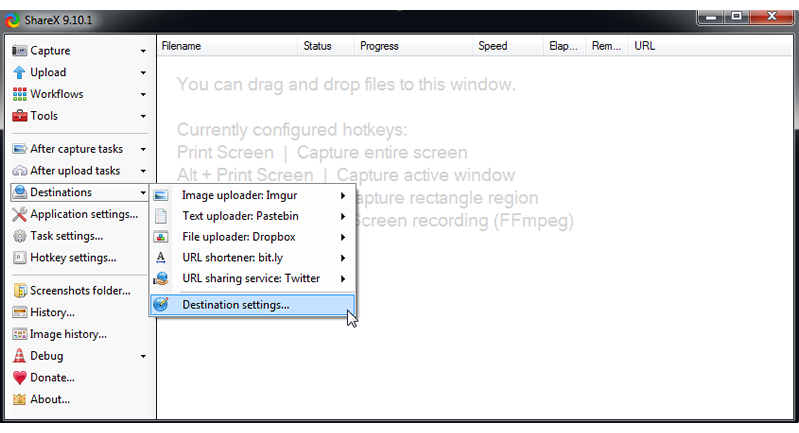 ShareX 9.10.1
Capture
Upload
Workflows
Tools
After capture tasks
After upload tasks
Destinations
Application settings...
Task settings...
Hotkey settings...
Screenshots folder...
History...
Image history...
Debug
Donate...
About...
Filename Status Progress Speed Elap... Rem... URL
You can drag and drop files to this window.
Currently configured hotkeys:
Print Screen | Capture entire screen
Alt + Print Screen | Capture active window
apture rectangle region
Screen recording (FFmpeg)
Image uploader: Imgur
Text uploader: Pastebin
File uploader: Dropbox
URL shortener: bit.ly
URL sharing service: Twitter
Destination settings...